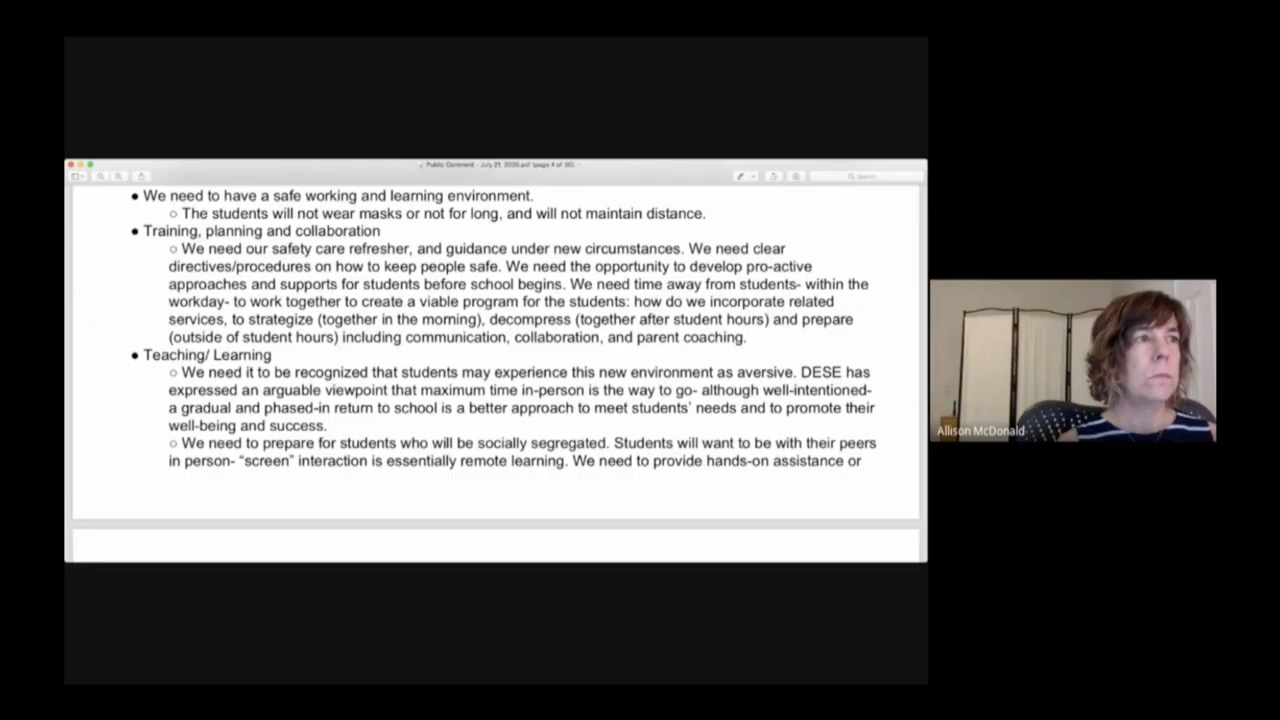 Public Comment - July 21, 2020.pdf (page 4 of 30)
Search
● We need to have a safe working and learning environment.
○ The students will not wear masks or not for long, and will not maintain distance.
● Training, planning and collaboration
○ We need our safety care refresher, and guidance under new circumstances. We need clear
directives/procedures on how to keep people safe. We need the opportunity to develop pro-active
approaches and supports for students before school begins. We need time away from students- within the
workday- to work together to create a viable program for the students: how do we incorporate related
services, to strategize (together in the morning), decompress (together after student hours) and prepare
(outside of student hours) including communication, collaboration, and parent coaching.
● Teaching/ Learning
○ We need it to be recognized that students may experience this new environment as aversive. DESE has
expressed an arguable viewpoint that maximum time in-person is the way to go- although well-intentioned-
a gradual and phased-in return to school is a better approach to meet students’ needs and to promote their
well-being and success.
○ We need to prepare for students who will be socially segregated. Students will want to be with their peers
in person- “screen” interaction is essentially remote learning. We need to provide hands-on assistance or
Allison McDonald